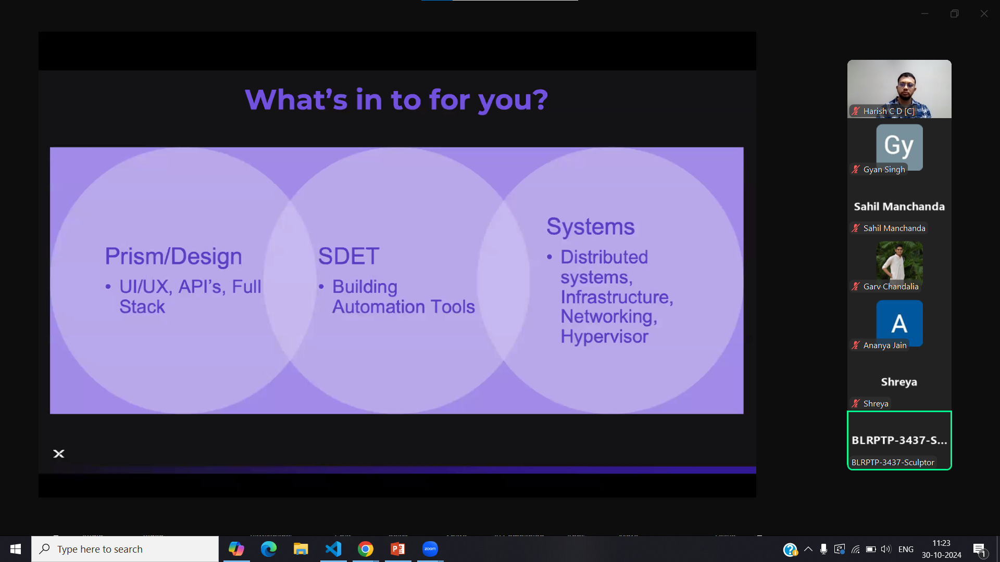 What’s in to for you?
Prism/Design
• UI/UX, API’s, Full
Stack
SDET
• Building
Automation Tools
Systems
• Distributed
systems,
Infrastructure,
Networking,
Hypervisor
Harish C D [C]
Gy
Gyan Singh
Sahil Manchanda
Sahil Manchanda
Garv Chandalia
A
Ananya Jain
Shreya
Shreya
BLRPTP-3437-S...
BLRPTP-3437-Sculptor
Type here to search
zoom
ENG
11:23
30-10-2024
1